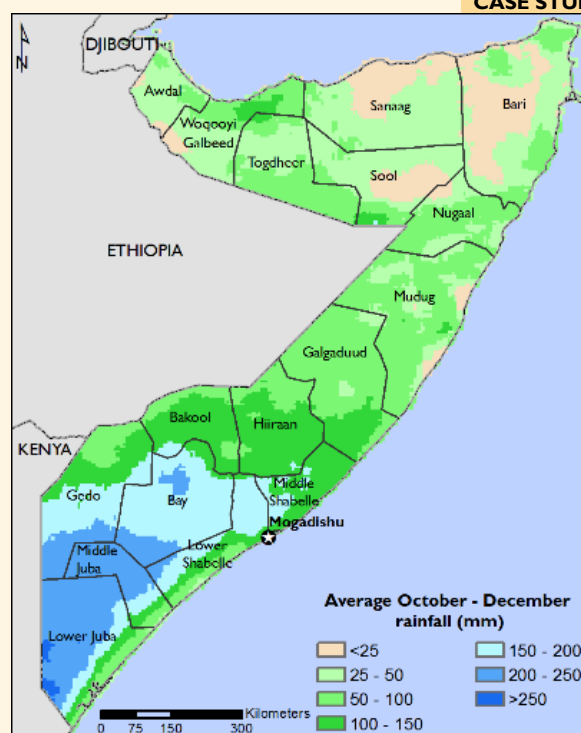 CASE STU
DJIBOUTI
N
Awdal
Woqooyi
Galbeed
Togdheer
Sanaag
Bari
Sool
Nugaal
ETHIOPIA
Mudug
Galgaduud
Bakool
Hiiraan
KENYA
Gedo
Bay
Middle
Shabelle
Mogadishu
Lower
Shabelle
Middle
Juba
Lower Juba
Average October - December
rainfall (mm)
<25
150 - 200
25 - 50
200 - 250
50 - 100
>250
100 - 150
Kilometers
0 75 150 300